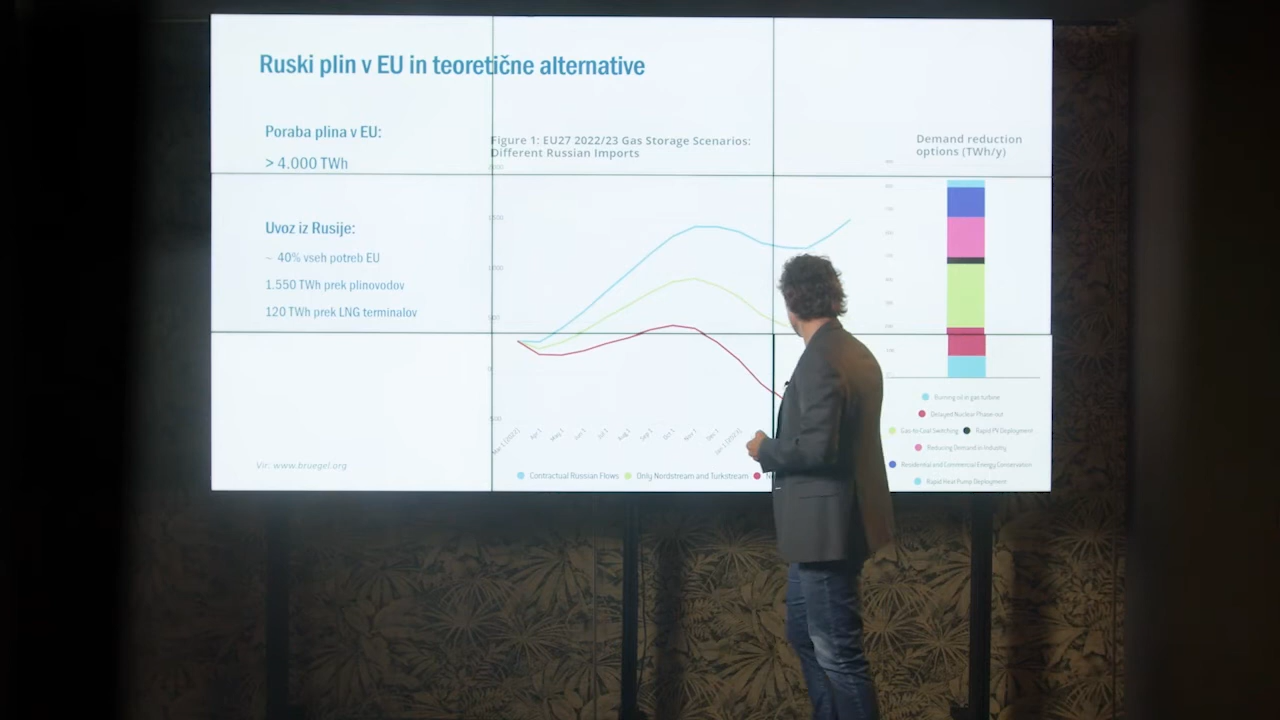 Ruski plin v EU in teoretične alternative
Poraba plina v EU:
> 4.000 TWh
Uvoz iz Rusije:
~ 40% vseh potreb EU
1.550 TWh prek plinovodov
120 TWh prek LNG terminalov
Vir: www.bruegel.org
Figure 1: EU27 2022/23 Gas Storage Scenarios:
Different Russian Imports
Contractual Russian Flows
Only Nordstream and Turkstream
Demand reduction
options (TWh/y)
Burning oil in gas turbine
Delayed Nuclear Phase-out
Gas-to-Coal Switching
Rapid PV Deployment
Reducing Demand in Industry
Residential and Commercial Energy Conservation
Rapid Heat Pump Deployment